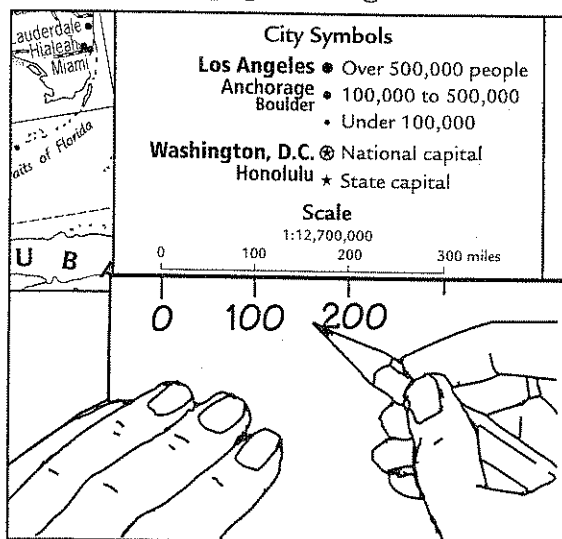 Lauderdale
Hialeah
Miami
aits of Florida
U B A
City Symbols
Los Angeles Over 500,000 people
Anchorage 100,000 to 500,000
Boulder Under 100,000
Washington, D.C. National capital
Honolulu State capital
Scale
1:12,700,000
0 100 200 300 miles
0 100 200